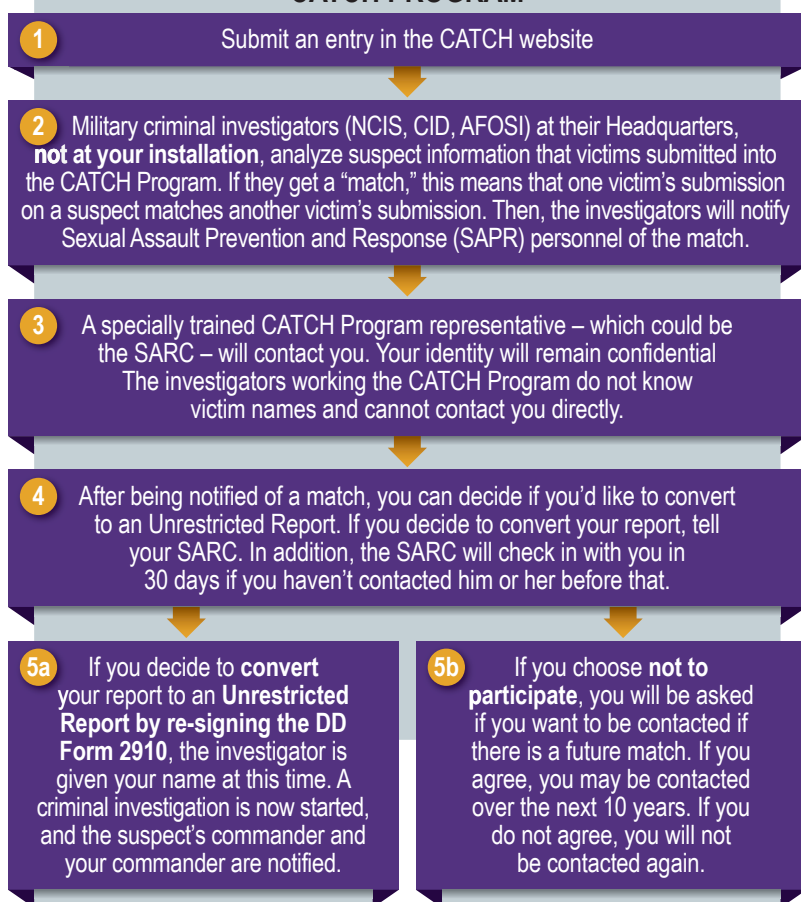 CATCH PROGRAM
1
Submit an entry in the CATCH website
2 Military criminal investigators (NCIS, CID, AFOSI) at their Headquarters,
not at your installation, analyze suspect information that victims submitted into
the CATCH Program. If they get a “match,” this means that one victim’s submission
on a suspect matches another victim’s submission. Then, the investigators will notify
Sexual Assault Prevention and Response (SAPR) personnel of the match.
3 A specially trained CATCH Program representative – which could be
the SARC – will contact you. Your identity will remain confidential
The investigators working the CATCH Program do not know
victim names and cannot contact you directly.
4 After being notified of a match, you can decide if you’d like to convert
to an Unrestricted Report. If you decide to convert your report, tell
your SARC. In addition, the SARC will check in with you in
30 days if you haven’t contacted him or her before that.
5a If you decide to convert
your report to an Unrestricted
Report by re-signing the DD
Form 2910, the investigator is
given your name at this time. A
criminal investigation is now started,
and the suspect’s commander and
your commander are notified.
5b If you choose not to
participate, you will be asked
if you want to be contacted if
there is a future match. If you
agree, you may be contacted
over the next 10 years. If you
do not agree, you will not
be contacted again.